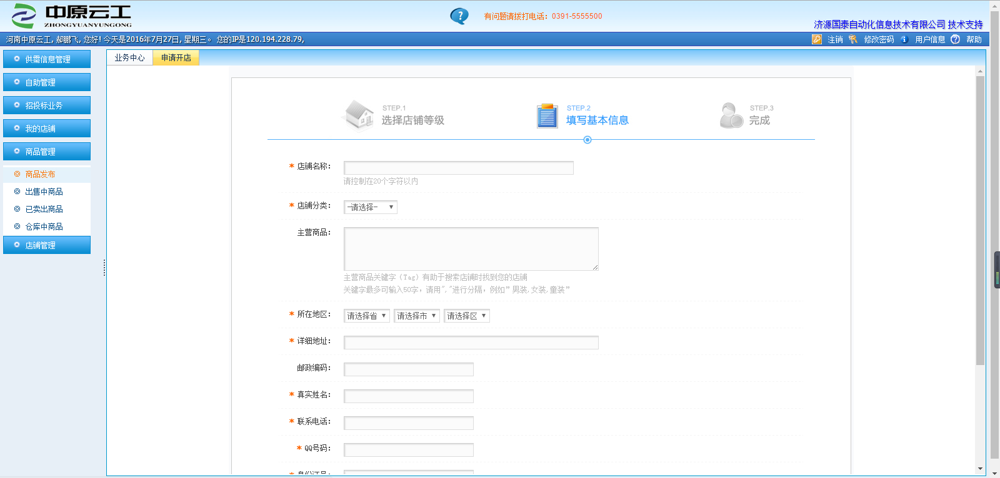 中原云工
ZHONGYUANYUNGONG
?
有问题请拨打电话：0391-5555500
济源国泰自动化信息技术有限公司 技术支持
河南中原云工, 郝鹏飞, 您好! 今天是2016年7月27日, 星期三。 您的IP是120.194.228.79,
注销 修改密码 用户信息 帮助
供需信息管理
自助管理
招投标业务
我的店铺
商品管理
商品发布
出售中商品
已卖出商品
仓库中商品
店铺管理
业务中心 申请开店
STEP.1
选择店铺等级
STEP.2
填写基本信息
STEP.3
完成
* 店铺名称：
请控制在20个字符以内
* 店铺分类： -请选择-
主营商品：
主营商品关键字（Tag）有助于搜索店铺时找到您的店铺
关键字最多可输入50字，请用","进行分隔，例如”男装,女装,童装”
* 所在地区： 请选择省 请选择市 请选择区
* 详细地址：
邮政编码：
* 真实姓名：
* 联系电话：
* QQ号码：